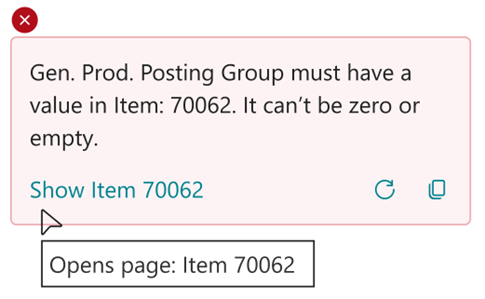 Gen. Prod. Posting Group must have a
value in Item: 70062. It can’t be zero or
empty.
Show Item 70062
Opens page: Item 70062